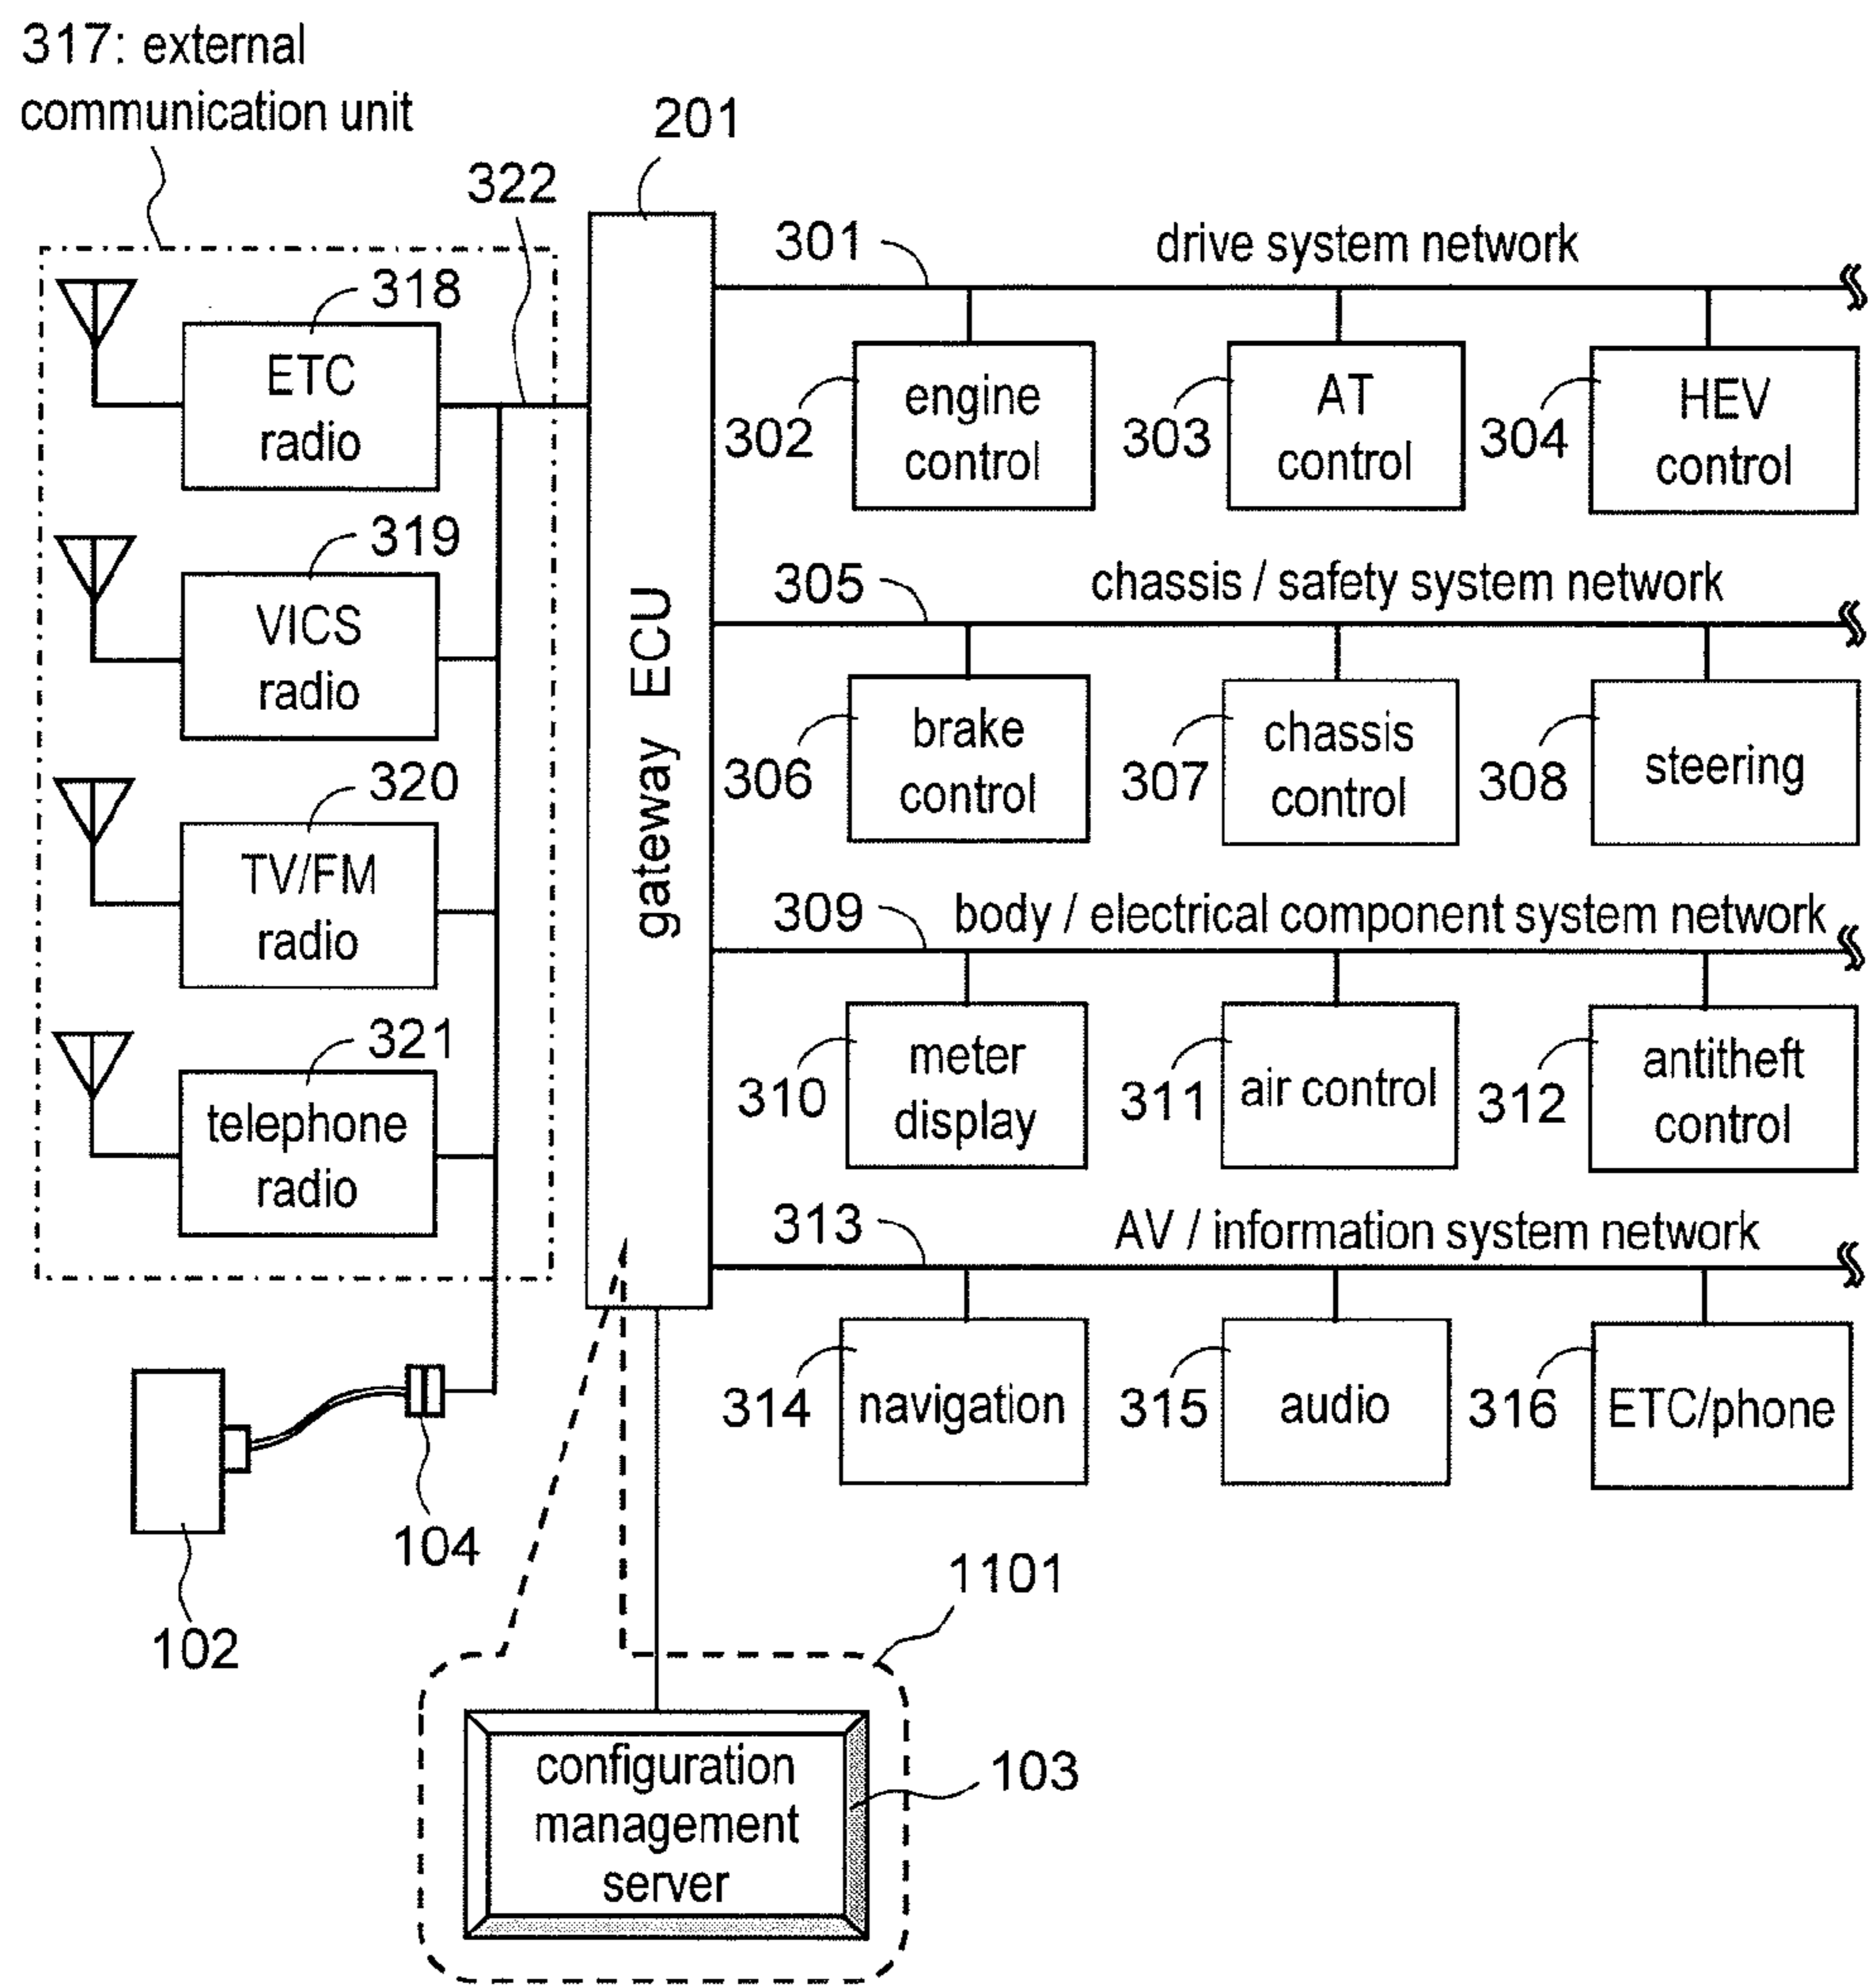 317: external
communication unit
201
322
318
ETC
radio
319
VICS
radio
320
TV/FM
radio
321
telephone
radio
gateway ECU
301
drive system network
302
engine
control
303
AT
control
304
HEV
control
305
chassis / safety system network
306
brake
control
307
chassis
control
308
steering
309
body / electrical component system network
310
meter
display
311
air control
312
antitheft
control
313
AV / information system network
314
navigation
315
audio
316
ETC/phone
102
104
1101
configuration
management
server
103